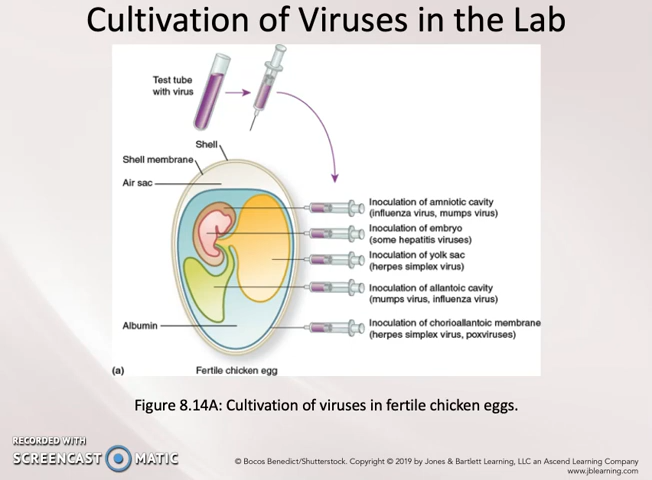 Cultivation of Viruses in the Lab
Test tube
with virus
Shell
Shell membrane
Air sac
Inoculation of amniotic cavity
(influenza virus, mumps virus)
Inoculation of embryo
(some hepatitis viruses)
Inoculation of yolk sac
(herpes simplex virus)
Inoculation of allantoic cavity
(mumps virus, influenza virus)
Albumin
Inoculation of chorioallantoic membrane
(herpes simplex virus, poxviruses)
(a)
Fertile chicken egg
Figure 8.14A: Cultivation of viruses in fertile chicken eggs.
RECORDED WITH
SCREENCAST MATIC
© Bocos Benedict/Shutterstock. Copyright © 2019 by Jones & Bartlett Learning, LLC an Ascend Learning Company
www.jblearning.com